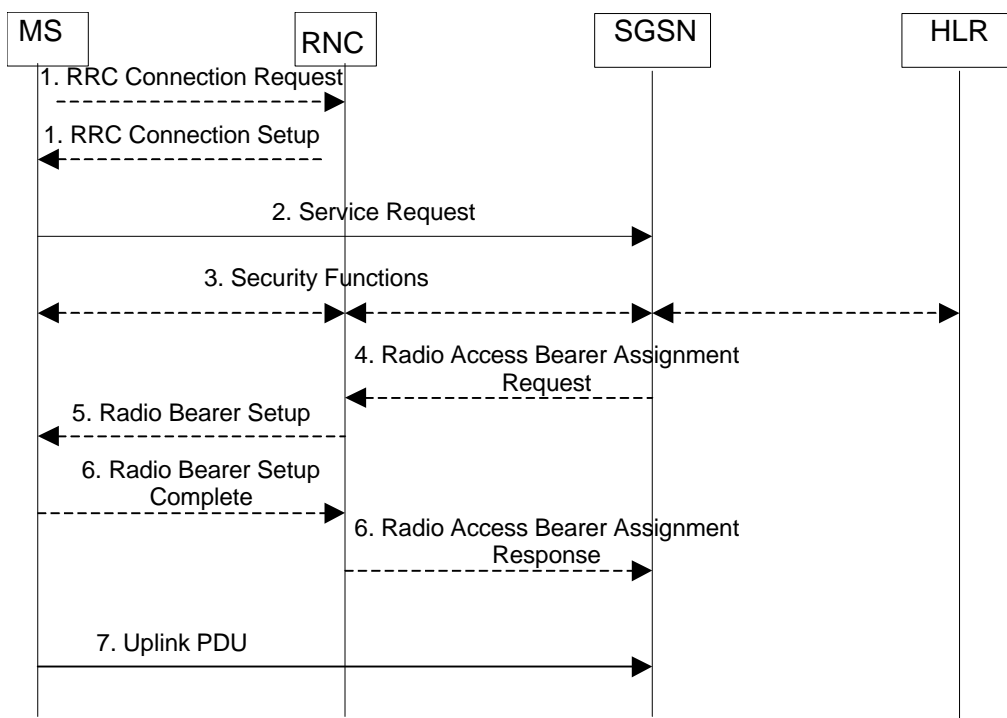 MS
RNC
SGSN
HLR
1. RRC Connection Request
1. RRC Connection Setup
2. Service Request
3. Security Functions
4. Radio Access Bearer Assignment
Request
5. Radio Bearer Setup
6. Radio Bearer Setup
Complete
6. Radio Access Bearer Assignment
Response
7. Uplink PDU